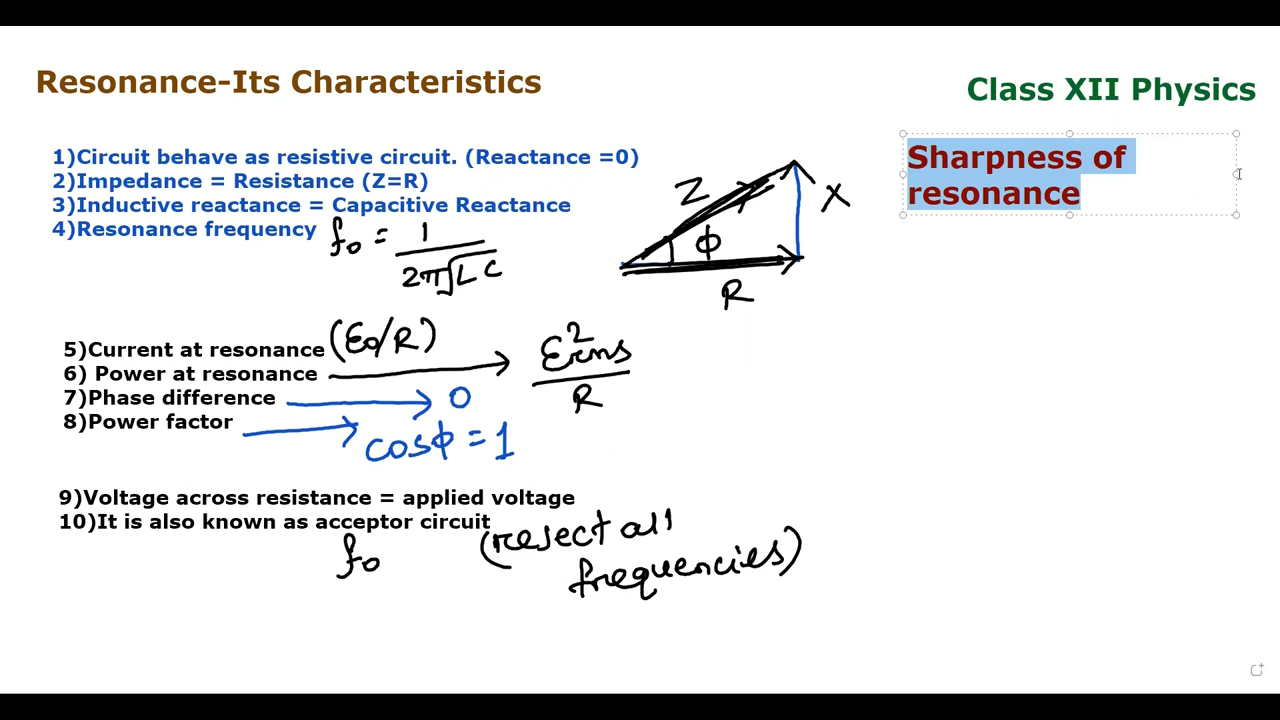 Resonance-Its Characteristics
Class XII Physics
Sharpness of
resonance
1)Circuit behave as resistive circuit. (Reactance =0)
2)Impedance = Resistance (Z=R)
3)Inductive reactance = Capacitive Reactance
4)Resonance frequency f₀ = 1/2π√LC
Z
X
ϕ
R
5)Current at resonance (ε₀/R)
6) Power at resonance → ε²rms/R
7)Phase difference → 0
8)Power factor → cosϕ = 1
9)Voltage across resistance = applied voltage
10)It is also known as acceptor circuit
f₀ (reject all
frequencies)